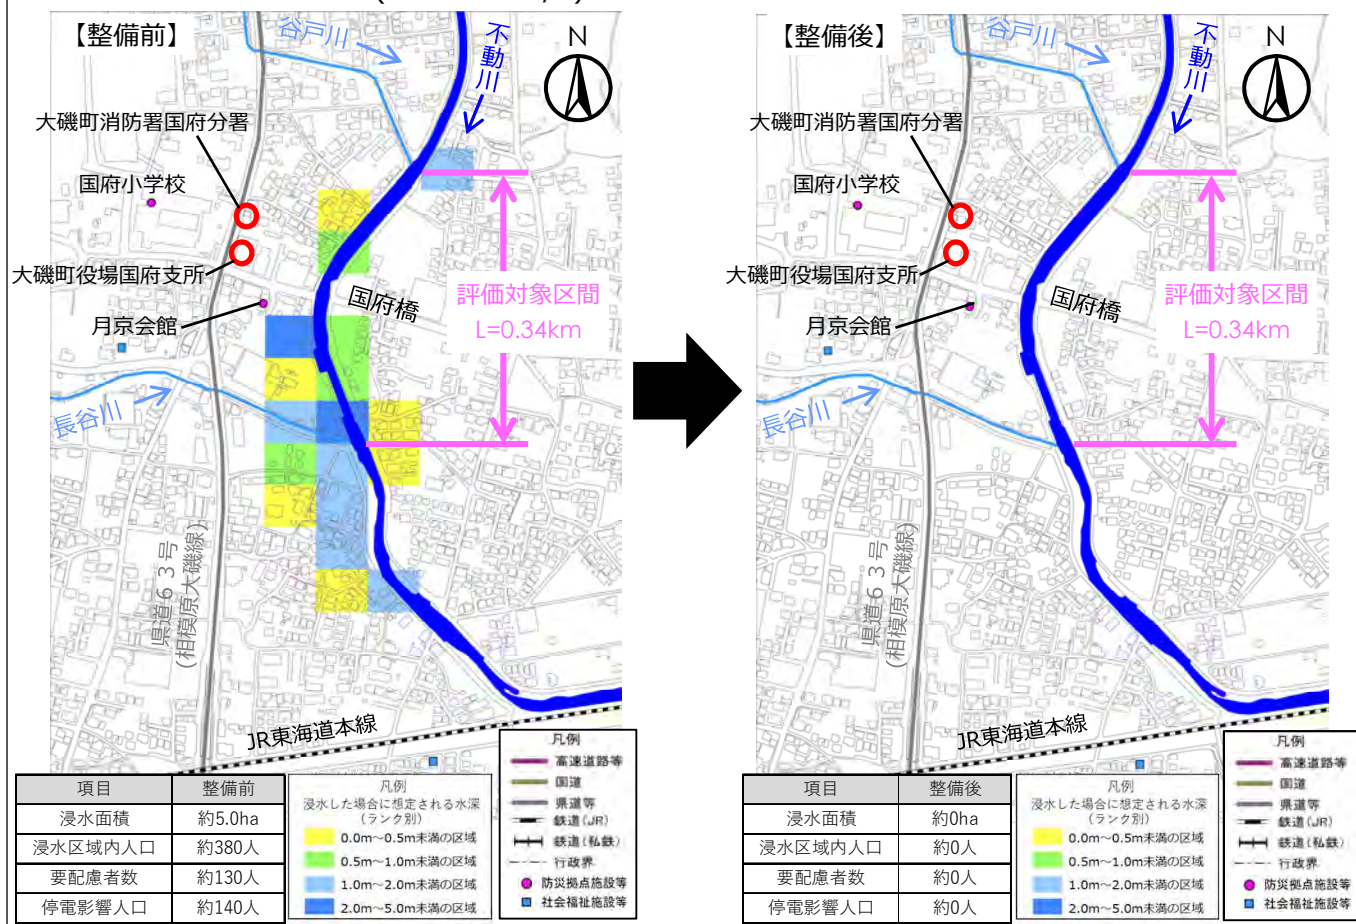 【整備前】
谷戸川
不動川
N
大磯町消防署国府分署
国府小学校
大磯町役場国府支所
月京会館
国府橋
評価対象区間
L=0.34km
長谷川
県道63号
(相模原大磯線)
JR東海道本線
項目 整備前
浸水面積 約5.0ha
浸水区域内人口 約380人
要配慮者数 約130人
停電影響人口 約140人
凡例
浸水した場合に想定される水深
(ランク別)
0.0m～0.5m未満の区域
0.5m～1.0m未満の区域
1.0m～2.0m未満の区域
2.0m～5.0m未満の区域
凡例
高速道路等
国道
県道等
鉄道(JR)
鉄道(私鉄)
行政界
防災拠点施設等
社会福祉施設等
【整備後】
谷戸川
不動川
N
大磯町消防署国府分署
国府小学校
大磯町役場国府支所
月京会館
国府橋
評価対象区間
L=0.34km
長谷川
県道63号
(相模原大磯線)
JR東海道本線
項目 整備後
浸水面積 約0ha
浸水区域内人口 約0人
要配慮者数 約0人
停電影響人口 約0人
凡例
浸水した場合に想定される水深
(ランク別)
0.0m～0.5m未満の区域
0.5m～1.0m未満の区域
1.0m～2.0m未満の区域
2.0m～5.0m未満の区域
凡例
高速道路等
国道
県道等
鉄道(JR)
鉄道(私鉄)
行政界
防災拠点施設等
社会福祉施設等